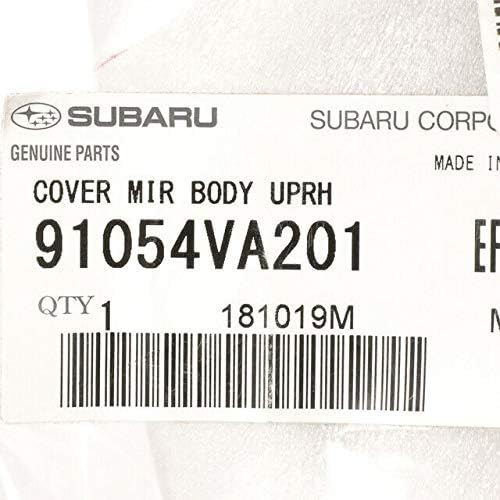 SUBARU SUBARU CORPO
GENUINE PARTS
MADE IN
COVER MIR BODY UPRH
91054VA201
QTY 1 181019M